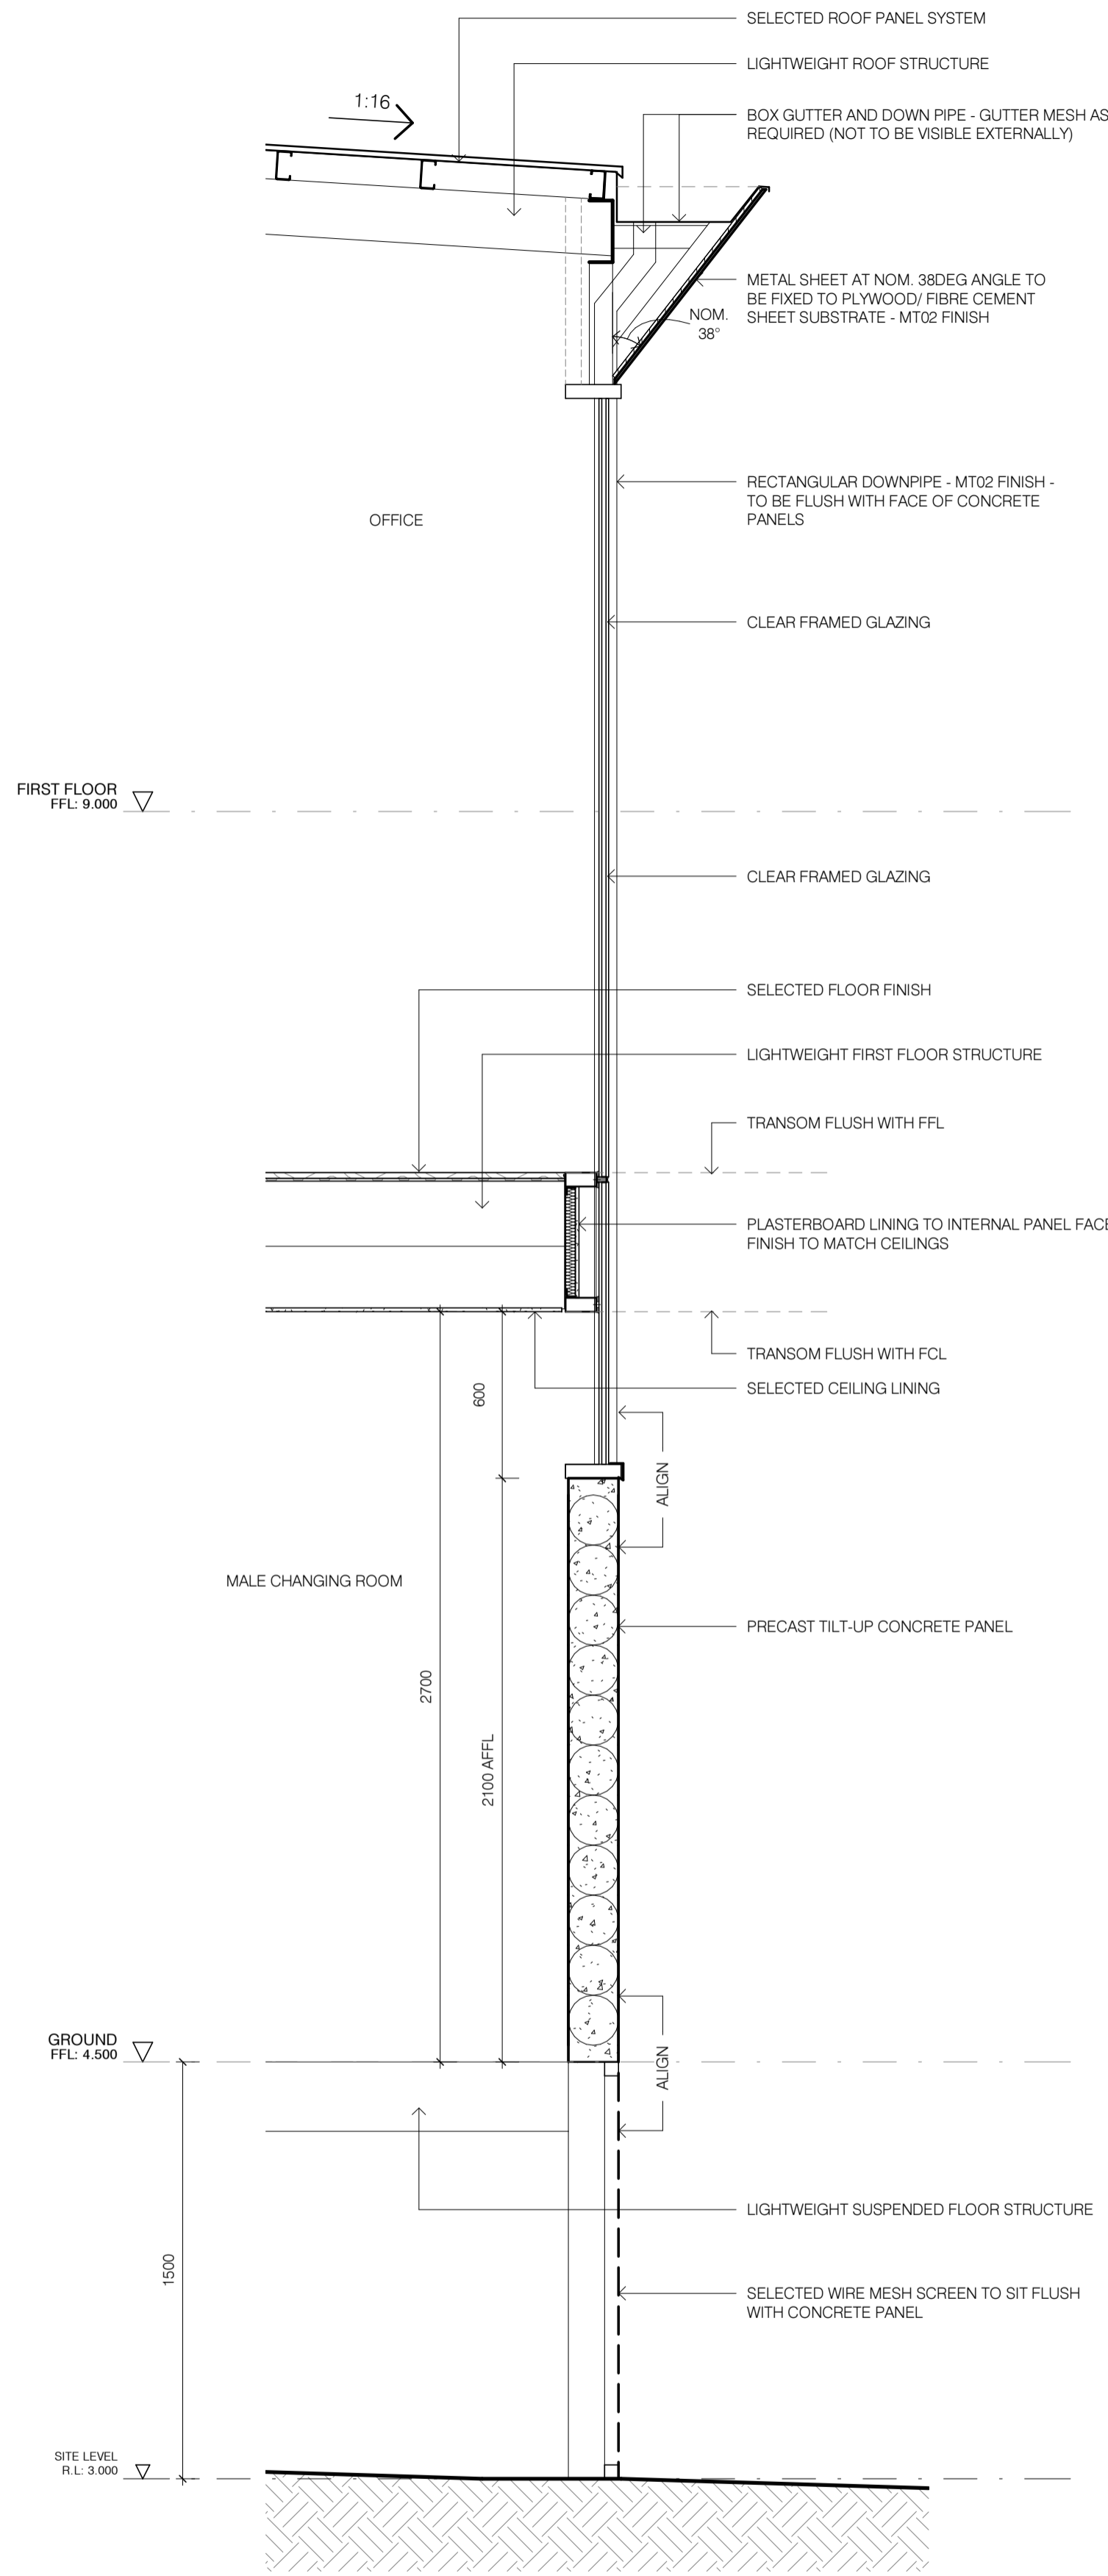 SELECTED ROOF PANEL SYSTEM
LIGHTWEIGHT ROOF STRUCTURE
1:16
BOX GUTTER AND DOWN PIPE - GUTTER MESH AS
REQUIRED (NOT TO BE VISIBLE EXTERNALLY)
METAL SHEET AT NOM. 38DEG ANGLE TO
BE FIXED TO PLYWOOD/ FIBRE CEMENT
SHEET SUBSTRATE - MT02 FINISH
NOM.
38°
RECTANGULAR DOWNPIPE - MT02 FINISH -
TO BE FLUSH WITH FACE OF CONCRETE
PANELS
OFFICE
CLEAR FRAMED GLAZING
FIRST FLOOR
FFL: 9.000
CLEAR FRAMED GLAZING
SELECTED FLOOR FINISH
LIGHTWEIGHT FIRST FLOOR STRUCTURE
TRANSOM FLUSH WITH FFL
PLASTERBOARD LINING TO INTERNAL PANEL FACE
FINISH TO MATCH CEILINGS
TRANSOM FLUSH WITH FCL
SELECTED CEILING LINING
600
ALIGN
MALE CHANGING ROOM
PRECAST TILT-UP CONCRETE PANEL
2700
2100 AFFL
GROUND
FFL: 4.500
ALIGN
LIGHTWEIGHT SUSPENDED FLOOR STRUCTURE
1500
SELECTED WIRE MESH SCREEN TO SIT FLUSH
WITH CONCRETE PANEL
SITE LEVEL
R.L: 3.000